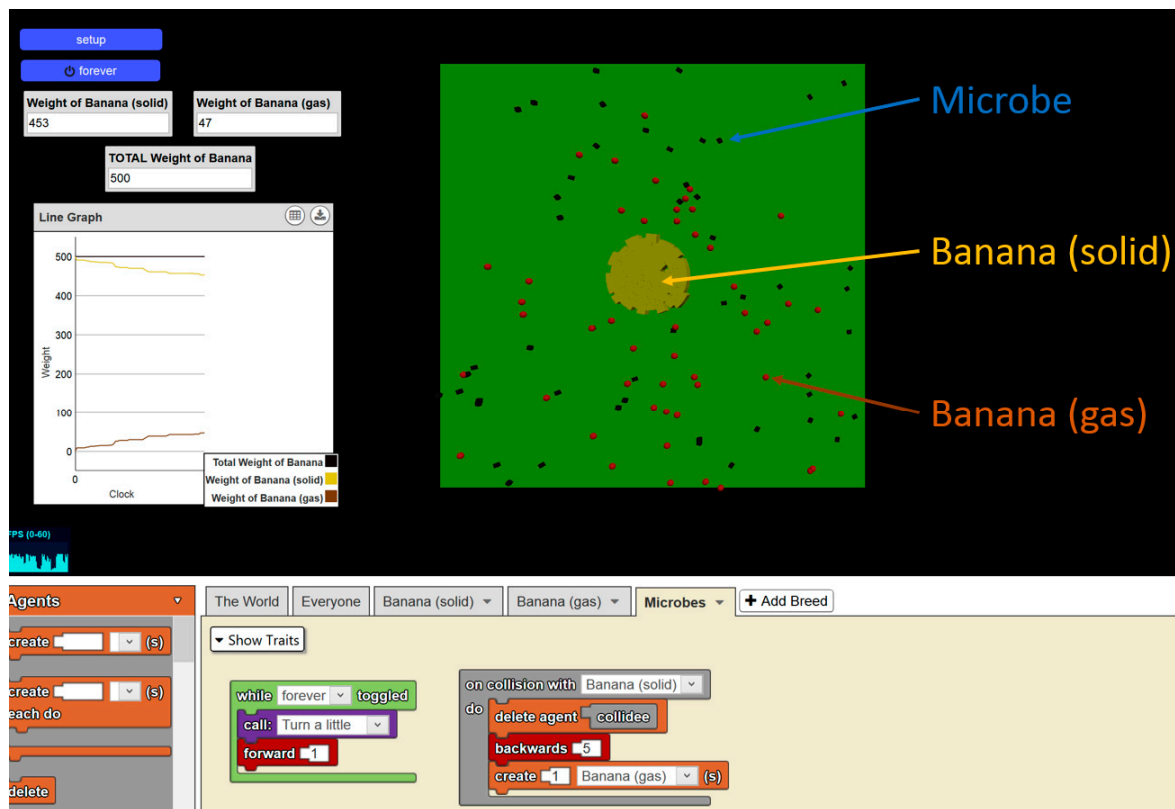 setup
forever
Weight of Banana (solid)
453
Weight of Banana (gas)
47
TOTAL Weight of Banana
500
Line Graph
500
400
300
200
100
0
Weight
0
Clock
Total Weight of Banana
Weight of Banana (solid)
Weight of Banana (gas)
Microbe
Banana (solid)
Banana (gas)
FPS (0-60)
Agents
create (s)
create (s)
each do
delete
The World
Everyone
Banana (solid)
Banana (gas)
Microbes
+ Add Breed
Show Traits
while forever toggled
call: Turn a little
forward 1
on collision with Banana (solid)
do
delete agent collidee
backwards 5
create 1 Banana (gas) (s)